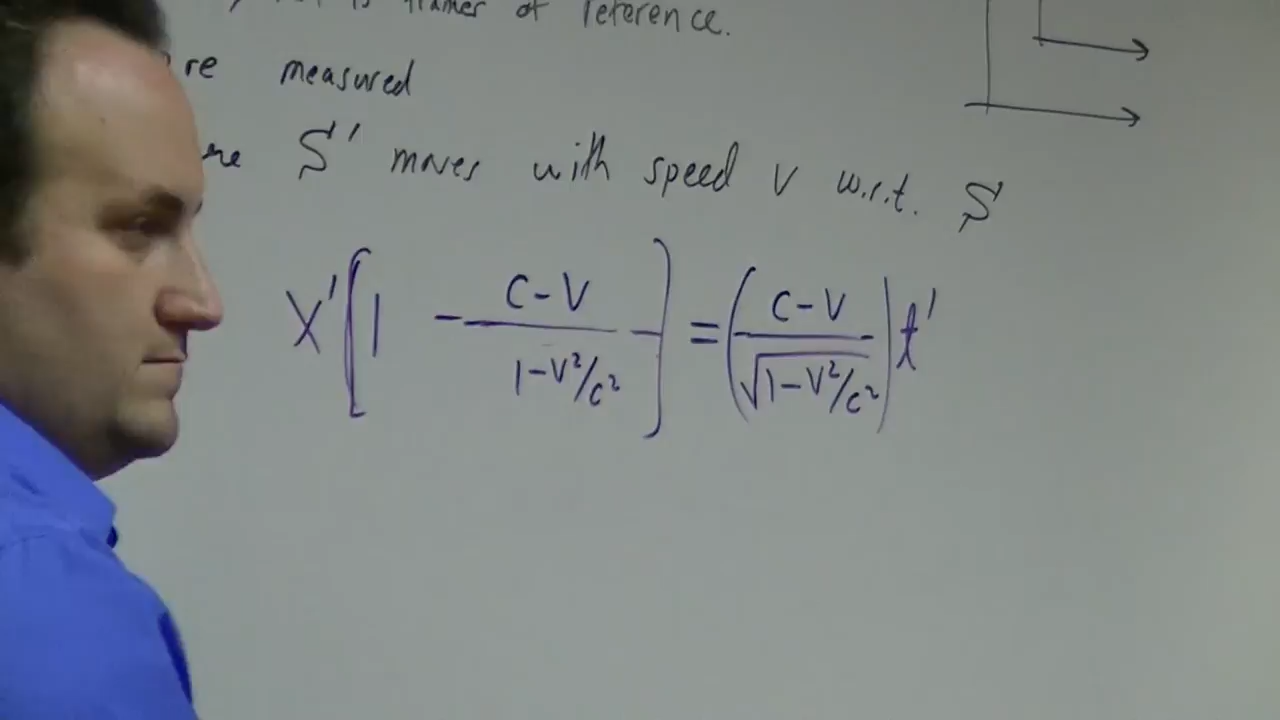 frames of reference.
re measured
re S' moves with speed v w.r.t. S
X'[1 - (C-V)/(1-V²/c²)] = ((C-V)/√(1-V²/c²)) t'